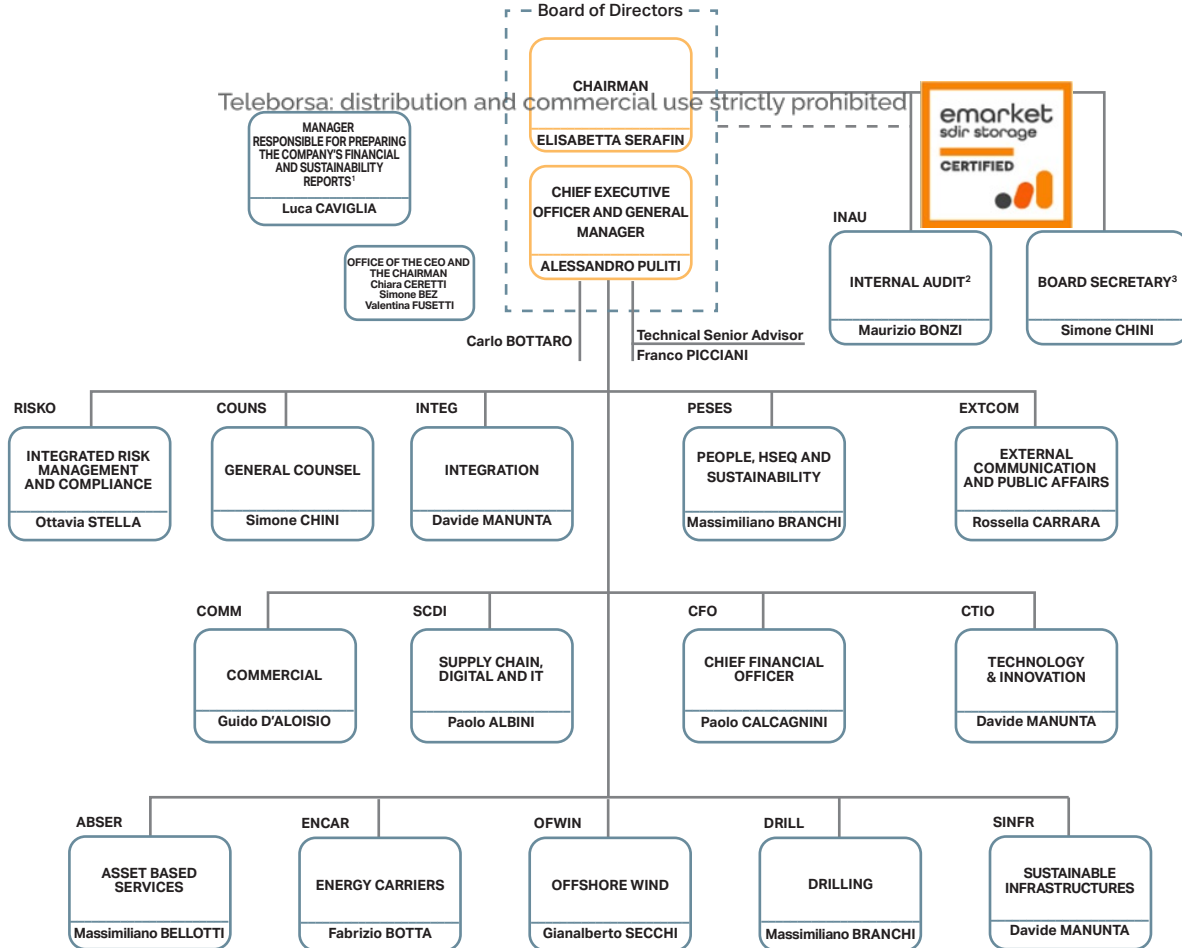 Board of Directors
CHAIRMAN
Teleborsa: distribution and commercial use strictly prohibited
ELISABETTA SERAFIN
emarket
sdir storage
CERTIFIED
MANAGER
RESPONSIBLE FOR PREPARING
THE COMPANY'S FINANCIAL
AND SUSTAINABILITY
REPORTS¹
Luca CAVIGLIA
CHIEF EXECUTIVE
OFFICER AND GENERAL
MANAGER
ALESSANDRO PULITI
OFFICE OF THE CEO AND
THE CHAIRMAN
Chiara CERETTI
Simone BEZ
Valentina FUSETTI
INAU
INTERNAL AUDIT²
Maurizio BONZI
BOARD SECRETARY³
Simone CHINI
Carlo BOTTARO
Technical Senior Advisor
Franco PICCIANI
RISKO
INTEGRATED RISK
MANAGEMENT
AND COMPLIANCE
Ottavia STELLA
COUNS
GENERAL COUNSEL
Simone CHINI
INTEG
INTEGRATION
Davide MANUNTA
PESES
PEOPLE, HSEQ AND
SUSTAINABILITY
Massimiliano BRANCHI
EXTCOM
EXTERNAL
COMMUNICATION
AND PUBLIC AFFAIRS
Rossella CARRARA
COMM
COMMERCIAL
Guido D'ALOISIO
SCDI
SUPPLY CHAIN,
DIGITAL AND IT
Paolo ALBINI
CFO
CHIEF FINANCIAL
OFFICER
Paolo CALCAGNINI
CTIO
TECHNOLOGY
& INNOVATION
Davide MANUNTA
ABSER
ASSET BASED
SERVICES
Massimiliano BELLOTTI
ENCAR
ENERGY CARRIERS
Fabrizio BOTTA
OFWIN
OFFSHORE WIND
Gianalberto SECCHI
DRILL
DRILLING
Massimiliano BRANCHI
SINFR
SUSTAINABLE
INFRASTRUCTURES
Davide MANUNTA